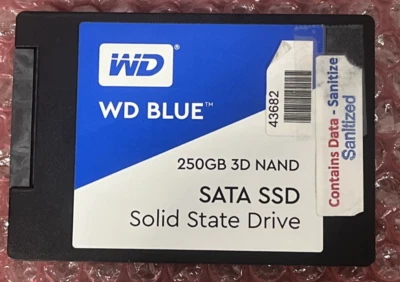 WD
WD BLUE™
250GB 3D NAND
SATA SSD
Solid State Drive
43682
Contains Data - Sanitize
Sanitized